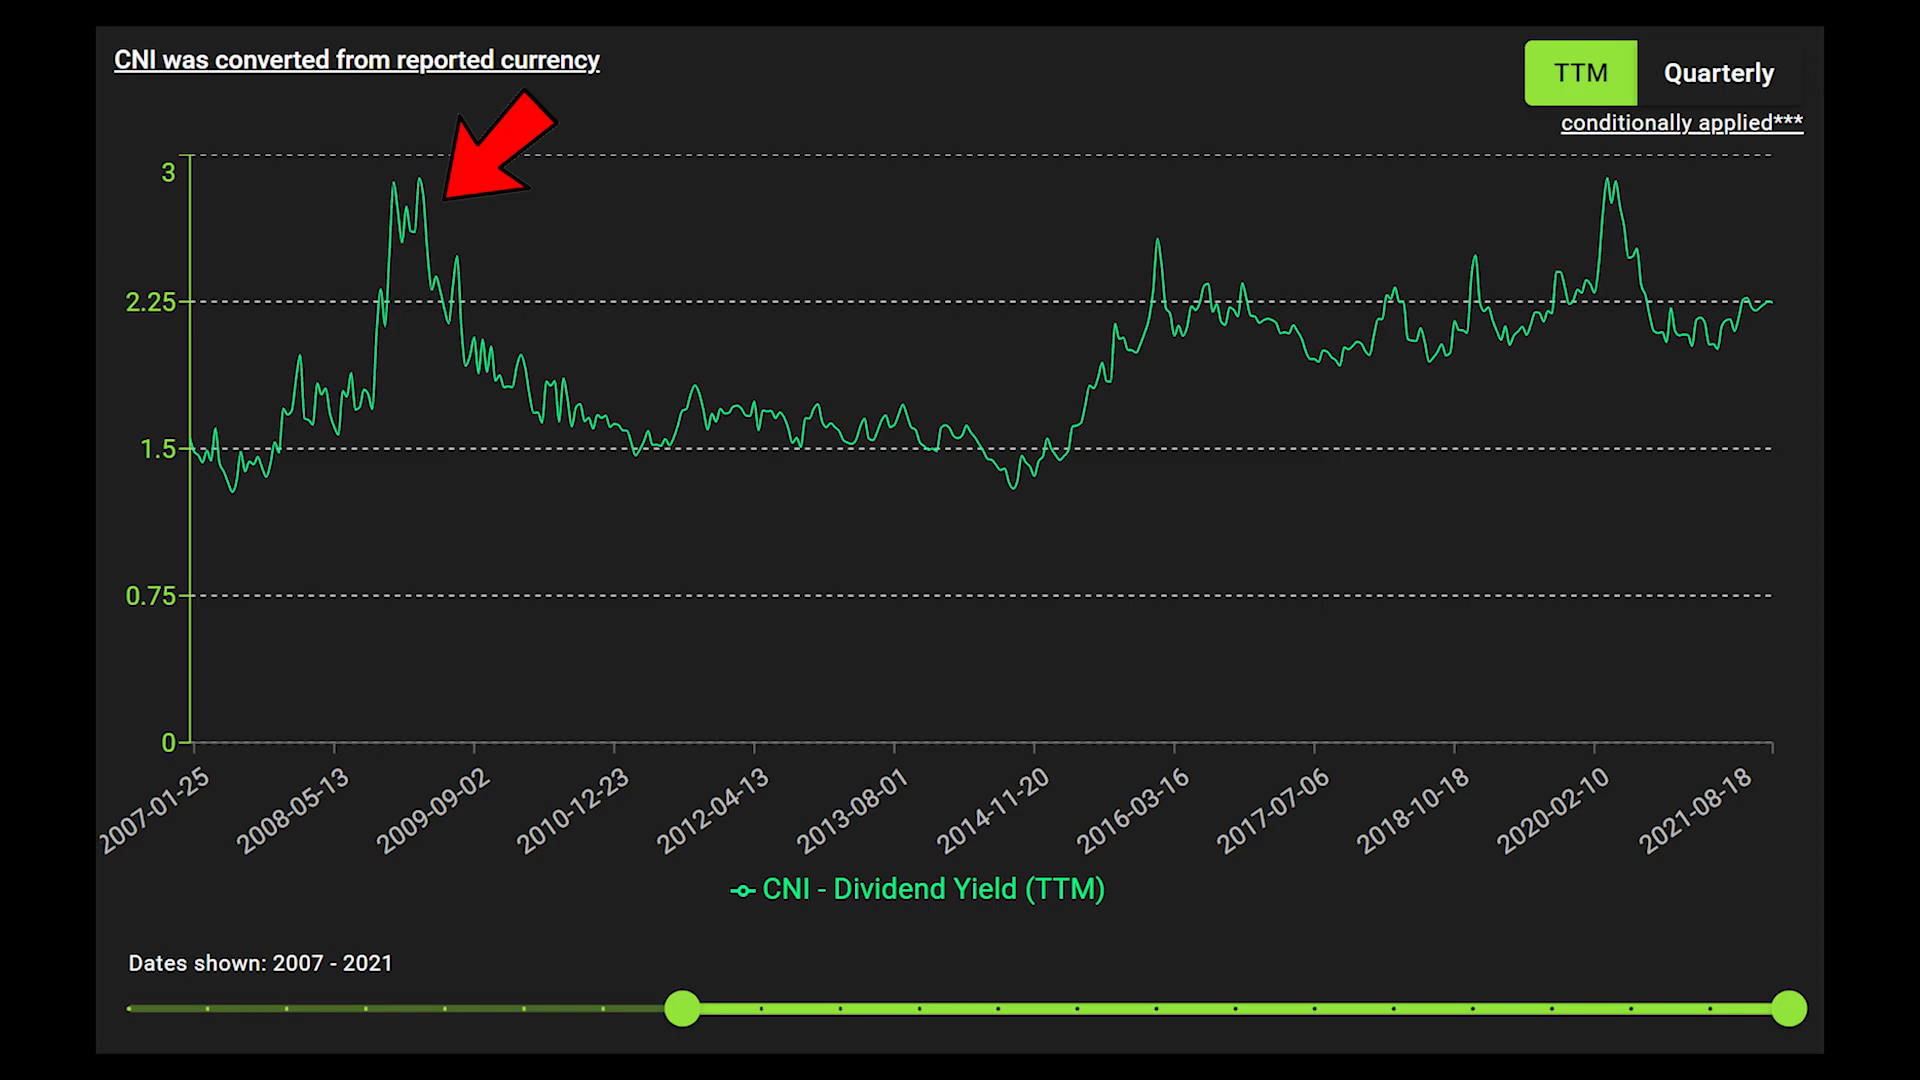 CNI was converted from reported currency
TTM Quarterly
conditionally applied***
3
2.25
1.5
0.75
0
2007-01-25 2008-05-13 2009-09-02 2010-12-23 2012-04-13 2013-08-01 2014-11-20 2016-03-16 2017-07-06 2018-10-18 2020-02-10 2021-08-18
CNI - Dividend Yield (TTM)
Dates shown: 2007 - 2021